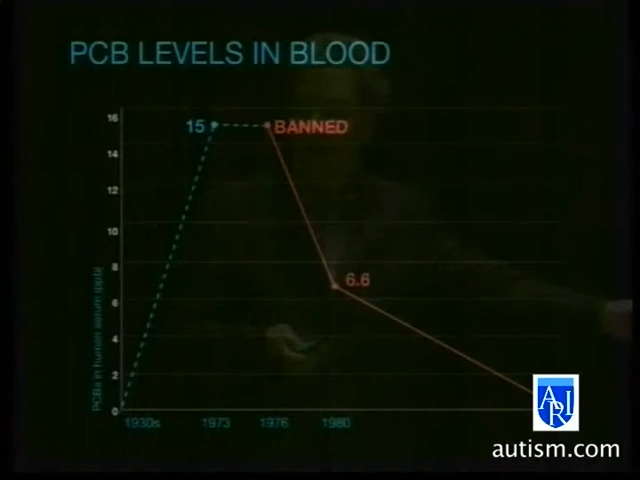 PCB LEVELS IN BLOOD
16
15
BANNED
14
12
10
8
6.6
6
4
2
0
PCBs in human serum (ppb)
1930s
1973
1976
1980
ARI
autism.com